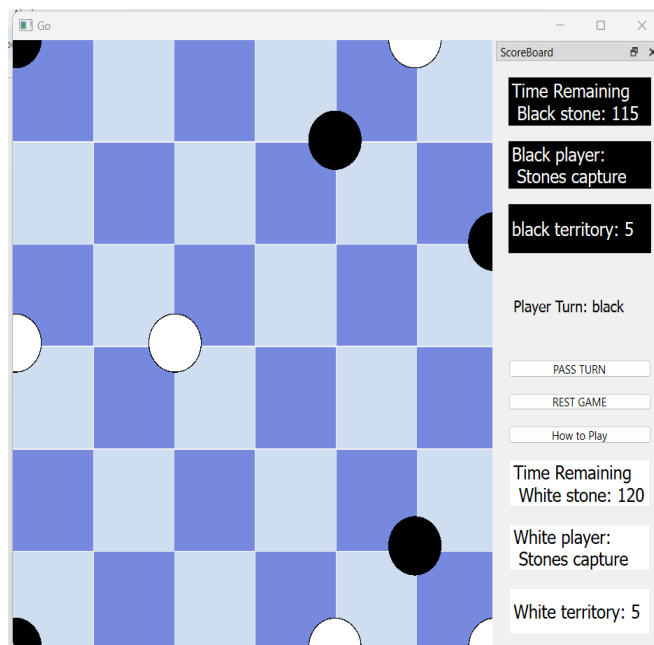 Go
ScoreBoard
Time Remaining
Black stone: 115
Black player:
Stones capture
black territory: 5
Player Turn: black
PASS TURN
REST GAME
How to Play
Time Remaining
White stone: 120
White player:
Stones capture
White territory: 5